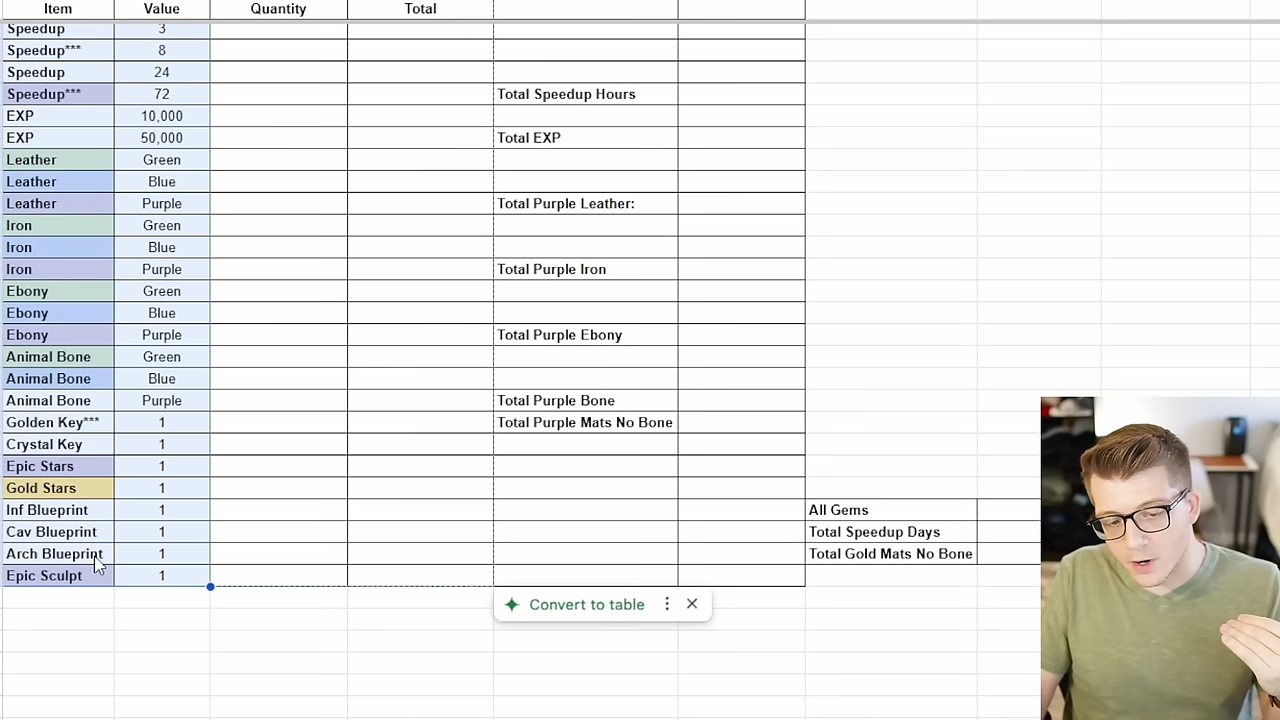 Item Value Quantity Total
Speedup 3
Speedup*** 8
Speedup 24
Speedup*** 72 Total Speedup Hours
EXP 10,000
EXP 50,000 Total EXP
Leather Green
Leather Blue
Leather Purple Total Purple Leather:
Iron Green
Iron Blue
Iron Purple Total Purple Iron
Ebony Green
Ebony Blue
Ebony Purple Total Purple Ebony
Animal Bone Green
Animal Bone Blue
Animal Bone Purple Total Purple Bone
Golden Key*** 1 Total Purple Mats No Bone
Crystal Key 1
Epic Stars 1
Gold Stars 1
Inf Blueprint 1 All Gems
Cav Blueprint 1 Total Speedup Days
Arch Blueprint 1 Total Gold Mats No Bone
Epic Sculpt 1
Convert to table